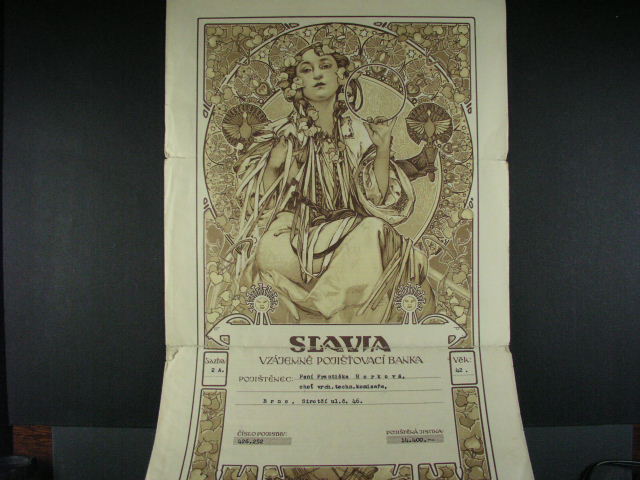 SLAVIA
VZÁJEMNĚ POJIŠŤOVACÍ BANKA
Sazba:
2 A.
Věk:
42 .
POJIŠTĚNEC: Paní Františka Horková,
choť vrch.techn.komisaře,
Brno, Sirotčí ul.č. 46.
ČÍSLO POJISTKY:
426.252
POJIŠTĚNÁ JISTINA:
14.400.—